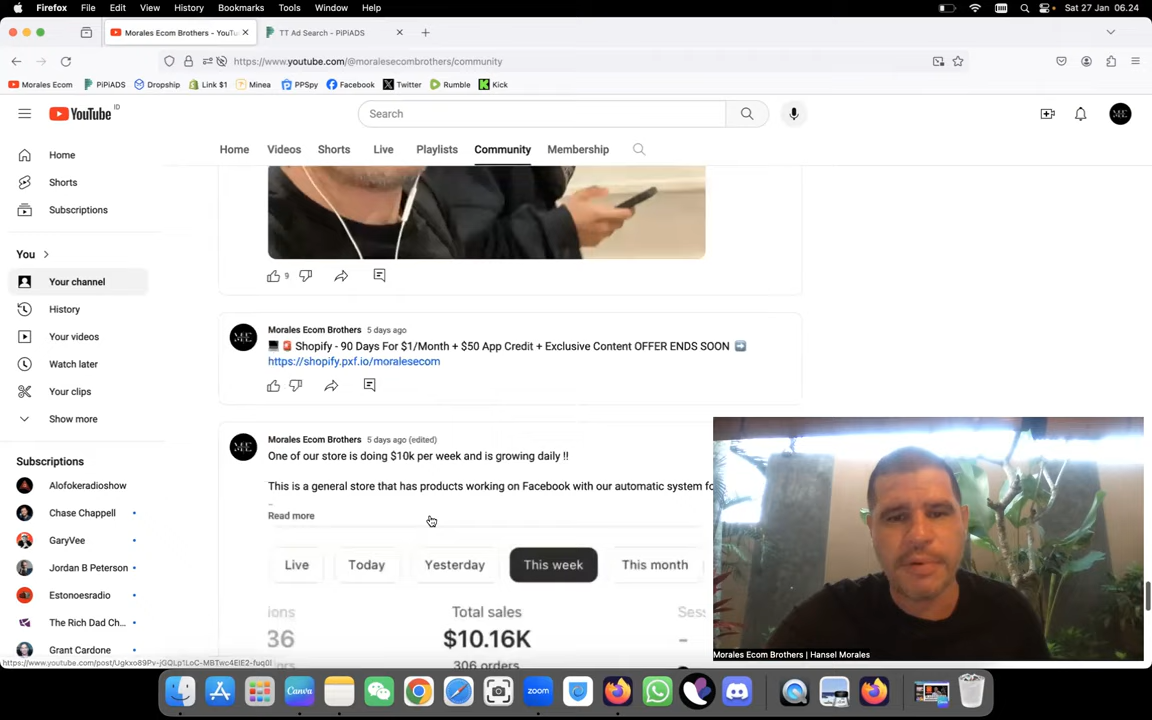 Firefox File Edit View History Bookmarks Tools Window Help Sat 27 Jan 06.24
Morales Ecom Brothers - YouTu TT Ad Search - PiPiADS
https://www.youtube.com/@moralesecombrothers/community
Morales Ecom PiPiADS Dropship Link $1 Minea PPSpy Facebook Twitter Rumble Kick
YouTube ID Search
Home Videos Shorts Live Playlists Community Membership
Home
Shorts
Subscriptions
You
Your channel
History
Your videos
Watch later
Your clips
Show more
Subscriptions
Alofokeradioshow
Chase Chappell
GaryVee
Jordan B Peterson
Estonoesradio
The Rich Dad Ch...
Grant Cardone
9
Morales Ecom Brothers 5 days ago
Shopify - 90 Days For $1/Month + $50 App Credit + Exclusive Content OFFER ENDS SOON
https://shopify.pxf.io/moralesecom
Morales Ecom Brothers 5 days ago (edited)
One of our store is doing $10k per week and is growing daily !!
This is a general store that has products working on Facebook with our automatic system fo
-
Read more
Live Today Yesterday This week This month
ions Total sales Ses
36 $10.16K -
ors 306 orders
Morales Ecom Brothers | Hansel Morales
zoom